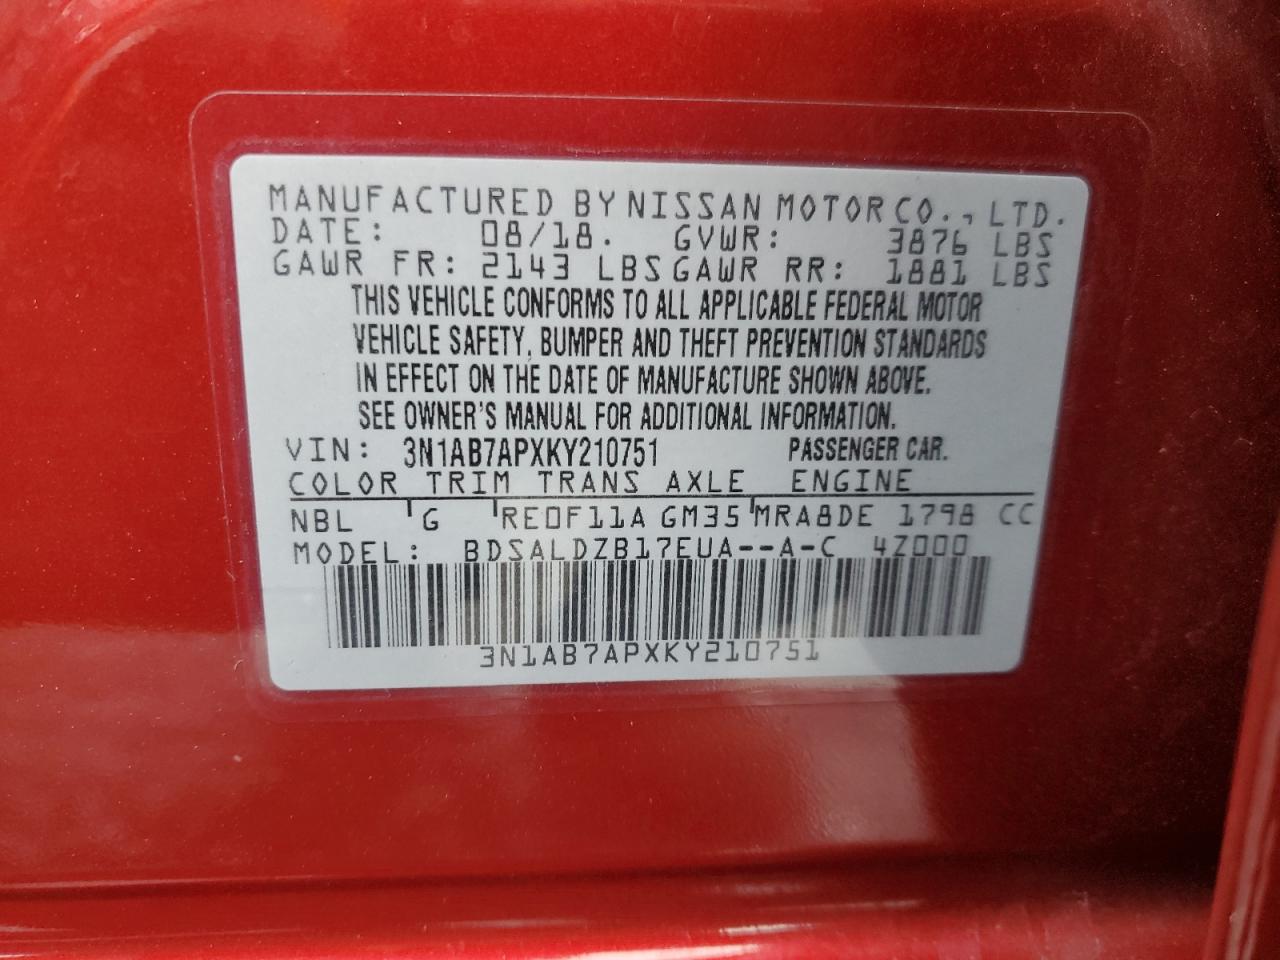 MANUFACTURED BY NISSAN MOTOR CO., LTD.
DATE: 08/18. GVWR: 3876 LBS
GAWR FR: 2143 LBS GAWR RR: 1881 LBS
THIS VEHICLE CONFORMS TO ALL APPLICABLE FEDERAL MOTOR
VEHICLE SAFETY, BUMPER AND THEFT PREVENTION STANDARDS
IN EFFECT ON THE DATE OF MANUFACTURE SHOWN ABOVE.
SEE OWNER'S MANUAL FOR ADDITIONAL INFORMATION.
VIN: 3N1AB7APXKY210751 PASSENGER CAR.
COLOR TRIM TRANS AXLE ENGINE
NBL G RE0F11A GM35 MRA8DE 1798 CC
MODEL: BDSALDZB17EUA--A-C 4Z000
3N1AB7APXKY210751